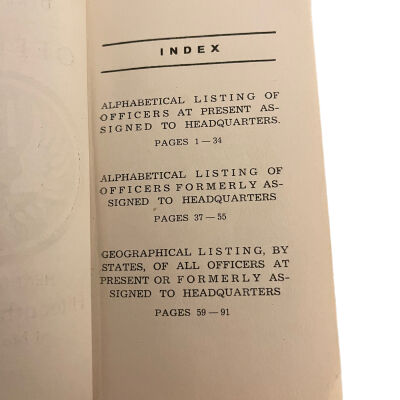 INDEX
ALPHABETICAL LISTING OF
OFFICERS AT PRESENT AS-
SIGNED TO HEADQUARTERS.
PAGES 1 — 34
ALPHABETICAL LISTING OF
OFFICERS FORMERLY AS-
SIGNED TO HEADQUARTERS
PAGES 37 — 55
GEOGRAPHICAL LISTING, BY
STATES, OF ALL OFFICERS AT
PRESENT OR FORMERLY AS-
SIGNED TO HEADQUARTERS
PAGES 59 — 91